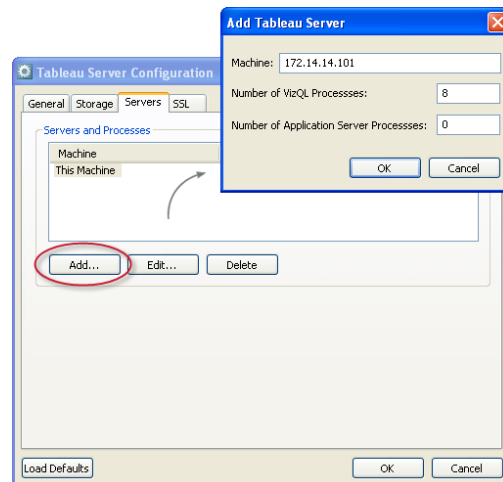 Add Tableau Server
Machine: 172.14.14.101
Number of VizQL Processses: 8
Number of Application Server Processses: 0
OK Cancel
Tableau Server Configuration
General Storage Servers SSL
Servers and Processes
Machine
This Machine
Add... Edit... Delete
Load Defaults OK Cancel